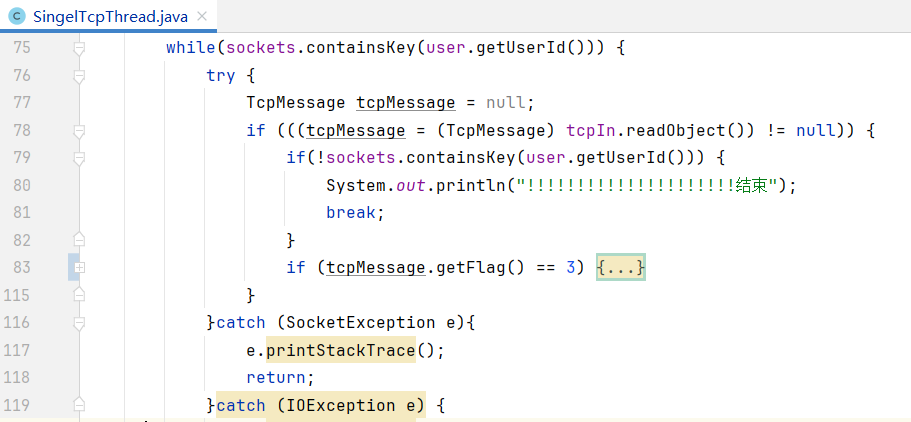 SingelTcpThread.java
75 while(sockets.containsKey(user.getUserId())) {
76 try {
77 TcpMessage tcpMessage = null;
78 if (((tcpMessage = (TcpMessage) tcpIn.readObject()) != null)) {
79 if(!sockets.containsKey(user.getUserId())) {
80 System.out.println("!!!!!!!!!!!!!!!!!!!!!结束");
81 break;
82 }
83 if (tcpMessage.getFlag() == 3) {...}
115 }
116 }catch (SocketException e){
117 e.printStackTrace();
118 return;
119 }catch (IOException e) {